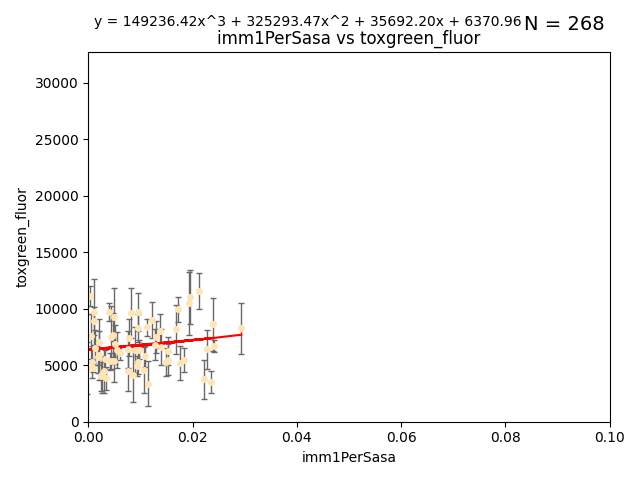 y = 149236.42x^3 + 325293.47x^2 + 35692.20x + 6370.96
N = 268
imm1PerSasa vs toxgreen_fluor
30000
25000
20000
15000
10000
5000
0
toxgreen_fluor
0.00 0.02 0.04 0.06 0.08 0.10
imm1PerSasa